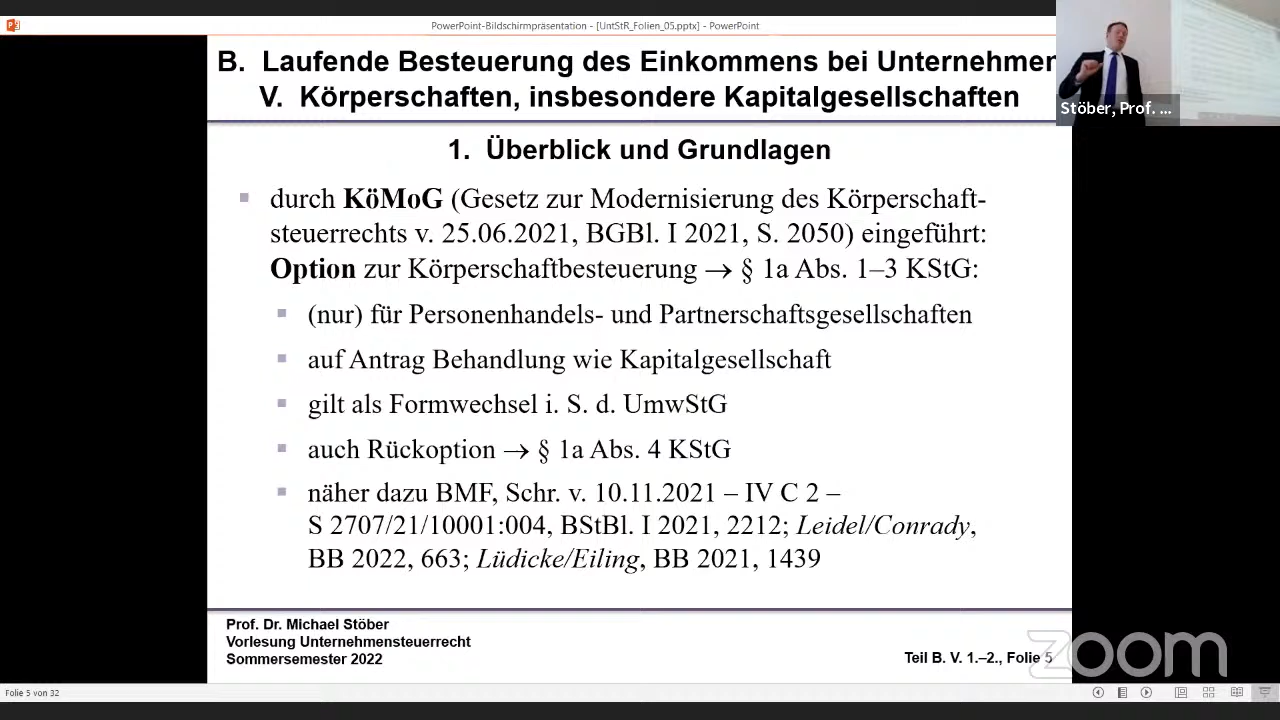 PowerPoint-Bildschirmpräsentation - [UntStR_Folien_05.pptx] - PowerPoint
B. Laufende Besteuerung des Einkommens bei Unternehmen
V. Körperschaften, insbesondere Kapitalgesellschaften
Stöber, Prof. ...
1. Überblick und Grundlagen
durch KöMoG (Gesetz zur Modernisierung des Körperschaft-
steuerrechts v. 25.06.2021, BGBl. I 2021, S. 2050) eingeführt:
Option zur Körperschaftbesteuerung → § 1a Abs. 1–3 KStG:
(nur) für Personenhandels- und Partnerschaftsgesellschaften
auf Antrag Behandlung wie Kapitalgesellschaft
gilt als Formwechsel i. S. d. UmwStG
auch Rückoption → § 1a Abs. 4 KStG
näher dazu BMF, Schr. v. 10.11.2021 – IV C 2 –
S 2707/21/10001:004, BStBl. I 2021, 2212; Leidel/Conrady,
BB 2022, 663; Lüdicke/Eiling, BB 2021, 1439
Prof. Dr. Michael Stöber
Vorlesung Unternehmensteuerrecht
Sommersemester 2022
Teil B. V. 1.–2., Folie 5
zoom
Folie 5 von 32